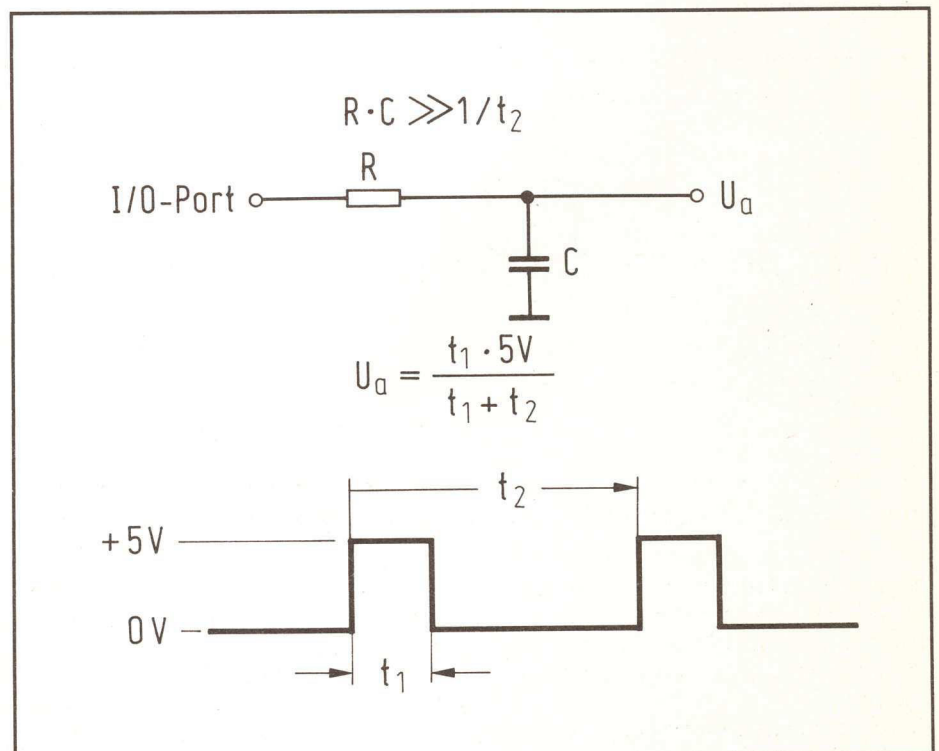 R·C ≫ 1/t₂
R
I/O-Port
Uₐ
C
Uₐ = t₁ · 5V / t₁ + t₂
t₂
+5V
0V
t₁